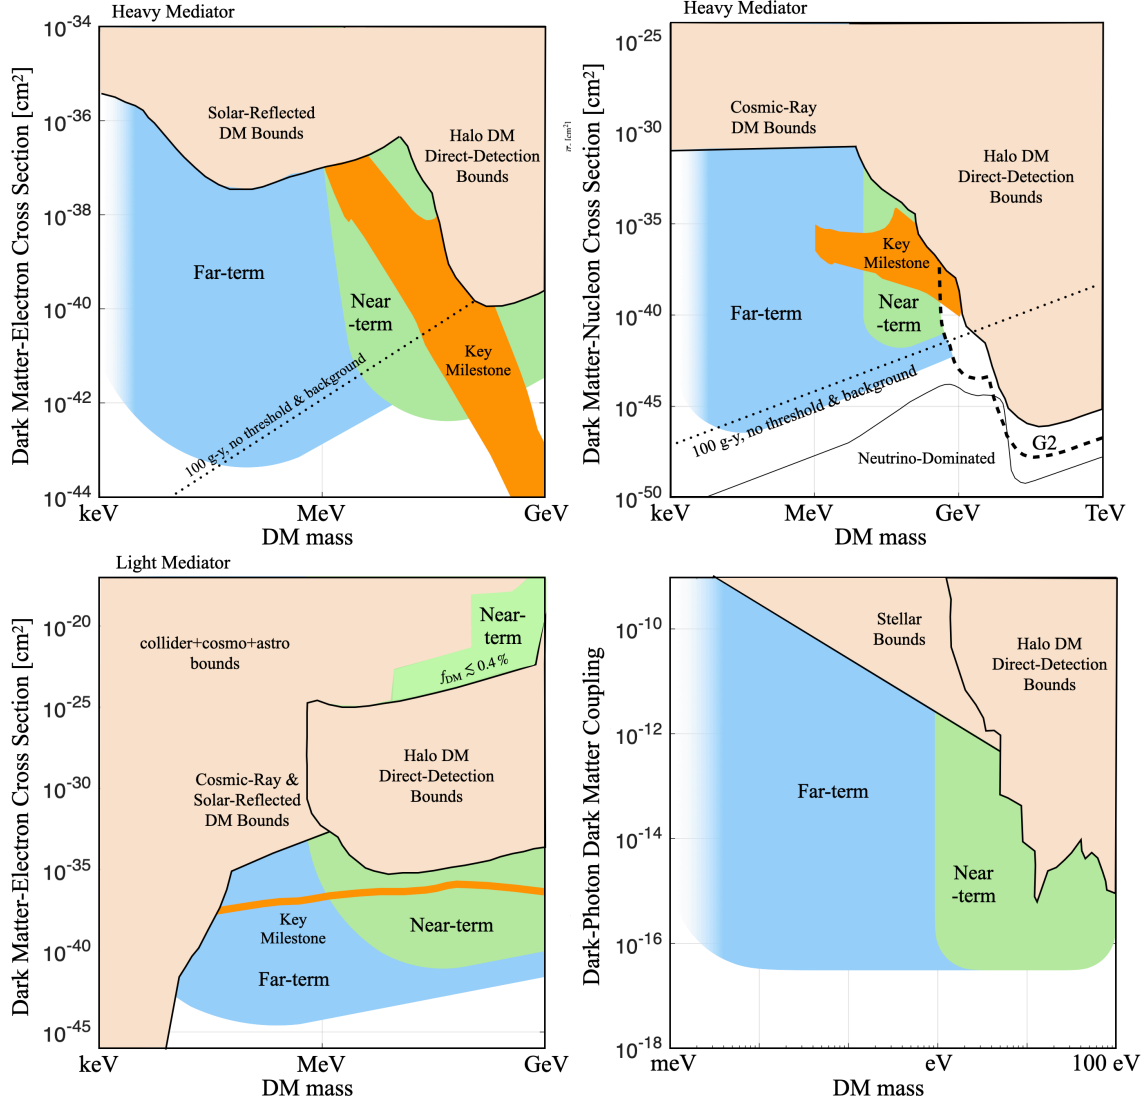 Heavy Mediator
10⁻³⁴
10⁻³⁶
10⁻³⁸
10⁻⁴⁰
10⁻⁴²
10⁻⁴⁴
Dark Matter-Electron Cross Section [cm²]
Solar-Reflected
DM Bounds
Halo DM
Direct-Detection
Bounds
Far-term
Near
-term
Key
Milestone
100 g-y, no threshold & background
keV
MeV
GeV
DM mass
Heavy Mediator
10⁻²⁵
10⁻³⁰
10⁻³⁵
10⁻⁴⁰
10⁻⁴⁵
10⁻⁵⁰
Dark Matter-Nucleon Cross Section [cm²]
Cosmic-Ray
DM Bounds
Halo DM
Direct-Detection
Bounds
Key
Milestone
Far-term
Near
-term
100 g-y, no threshold & background
G2
Neutrino-Dominated
keV
MeV
GeV
TeV
DM mass
Light Mediator
10⁻²⁰
10⁻²⁵
10⁻³⁰
10⁻³⁵
10⁻⁴⁰
10⁻⁴⁵
Dark Matter-Electron Cross Section [cm²]
collider+cosmo+astro
bounds
Near-
term
f_DM ≲ 0.4 %
Halo DM
Direct-Detection
Bounds
Cosmic-Ray &
Solar-Reflected
DM Bounds
Key
Milestone
Near-term
Far-term
keV
MeV
GeV
DM mass
10⁻¹⁰
10⁻¹²
10⁻¹⁴
10⁻¹⁶
10⁻¹⁸
Dark-Photon Dark Matter Coupling
Stellar
Bounds
Halo DM
Direct-Detection
Bounds
Far-term
Near
-term
meV
eV
100 eV
DM mass